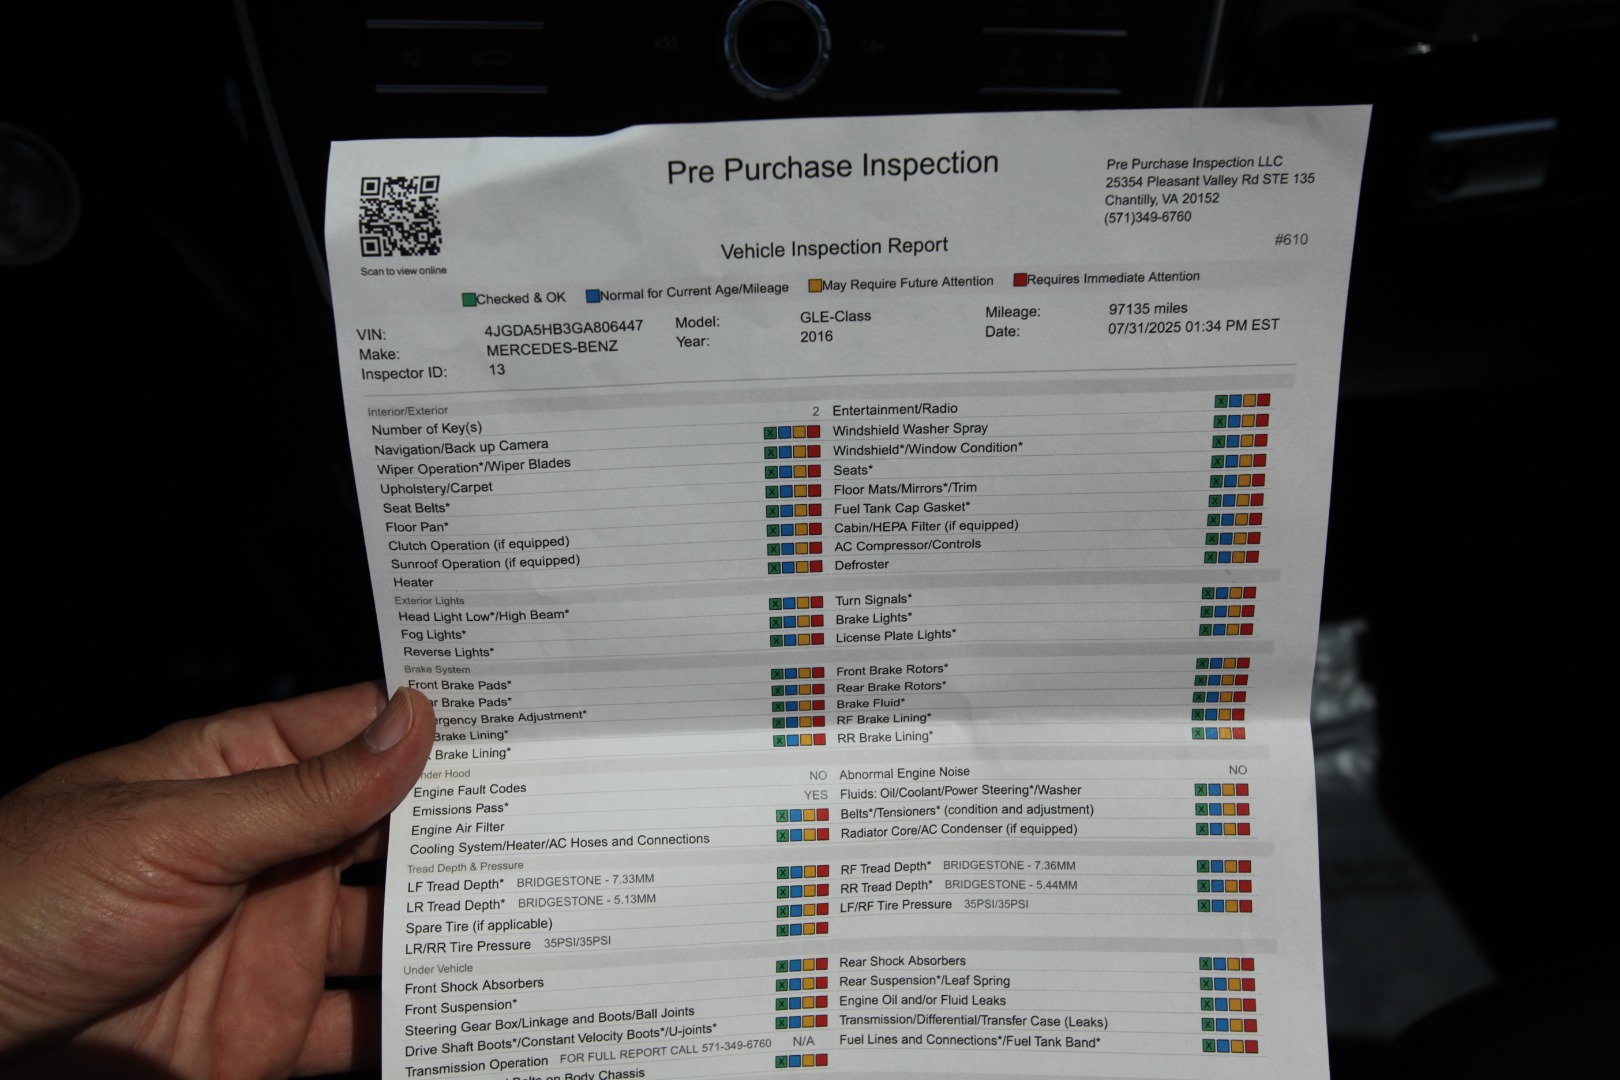 Pre Purchase Inspection
Pre Purchase Inspection LLC
25354 Pleasant Valley Rd STE 135
Chantilly, VA 20152
(571)349-6760
Scan to view online
Vehicle Inspection Report
#610
Checked & OK Normal for Current Age/Mileage May Require Future Attention Requires Immediate Attention
VIN: 4JGDA5HB3GA806447 Model: GLE-Class Mileage: 97135 miles
Make: MERCEDES-BENZ Year: 2016 Date: 07/31/2025 01:34 PM EST
Inspector ID: 13
Interior/Exterior
Number of Key(s) 2 Entertainment/Radio
Navigation/Back up Camera Windshield Washer Spray
Wiper Operation*/Wiper Blades Windshield*/Window Condition*
Upholstery/Carpet Seats*
Seat Belts* Floor Mats/Mirrors*/Trim
Floor Pan* Fuel Tank Cap Gasket*
Clutch Operation (if equipped) Cabin/HEPA Filter (if equipped)
Sunroof Operation (if equipped) AC Compressor/Controls
Heater Defroster
Exterior Lights
Head Light Low*/High Beam* Turn Signals*
Fog Lights* Brake Lights*
Reverse Lights* License Plate Lights*
Brake System
Front Brake Pads* Front Brake Rotors*
ar Brake Pads* Rear Brake Rotors*
ergency Brake Adjustment* Brake Fluid*
Brake Lining* RF Brake Lining*
Brake Lining* RR Brake Lining*
nder Hood
Engine Fault Codes NO Abnormal Engine Noise NO
Emissions Pass* YES Fluids: Oil/Coolant/Power Steering*/Washer
Engine Air Filter Belts*/Tensioners* (condition and adjustment)
Cooling System/Heater/AC Hoses and Connections Radiator Core/AC Condenser (if equipped)
Tread Depth & Pressure
LF Tread Depth* BRIDGESTONE - 7.33MM RF Tread Depth* BRIDGESTONE - 7.36MM
LR Tread Depth* BRIDGESTONE - 5.13MM RR Tread Depth* BRIDGESTONE - 5.44MM
Spare Tire (if applicable) LF/RF Tire Pressure 35PSI/35PSI
LR/RR Tire Pressure 35PSI/35PSI
Under Vehicle
Front Shock Absorbers Rear Shock Absorbers
Front Suspension* Rear Suspension*/Leaf Spring
Steering Gear Box/Linkage and Boots/Ball Joints Engine Oil and/or Fluid Leaks
Drive Shaft Boots*/Constant Velocity Boots*/U-joints* Transmission/Differential/Transfer Case (Leaks)
Transmission Operation FOR FULL REPORT CALL 571-349-6760 N/A Fuel Lines and Connections*/Fuel Tank Band*
Bolts on Body Chassis